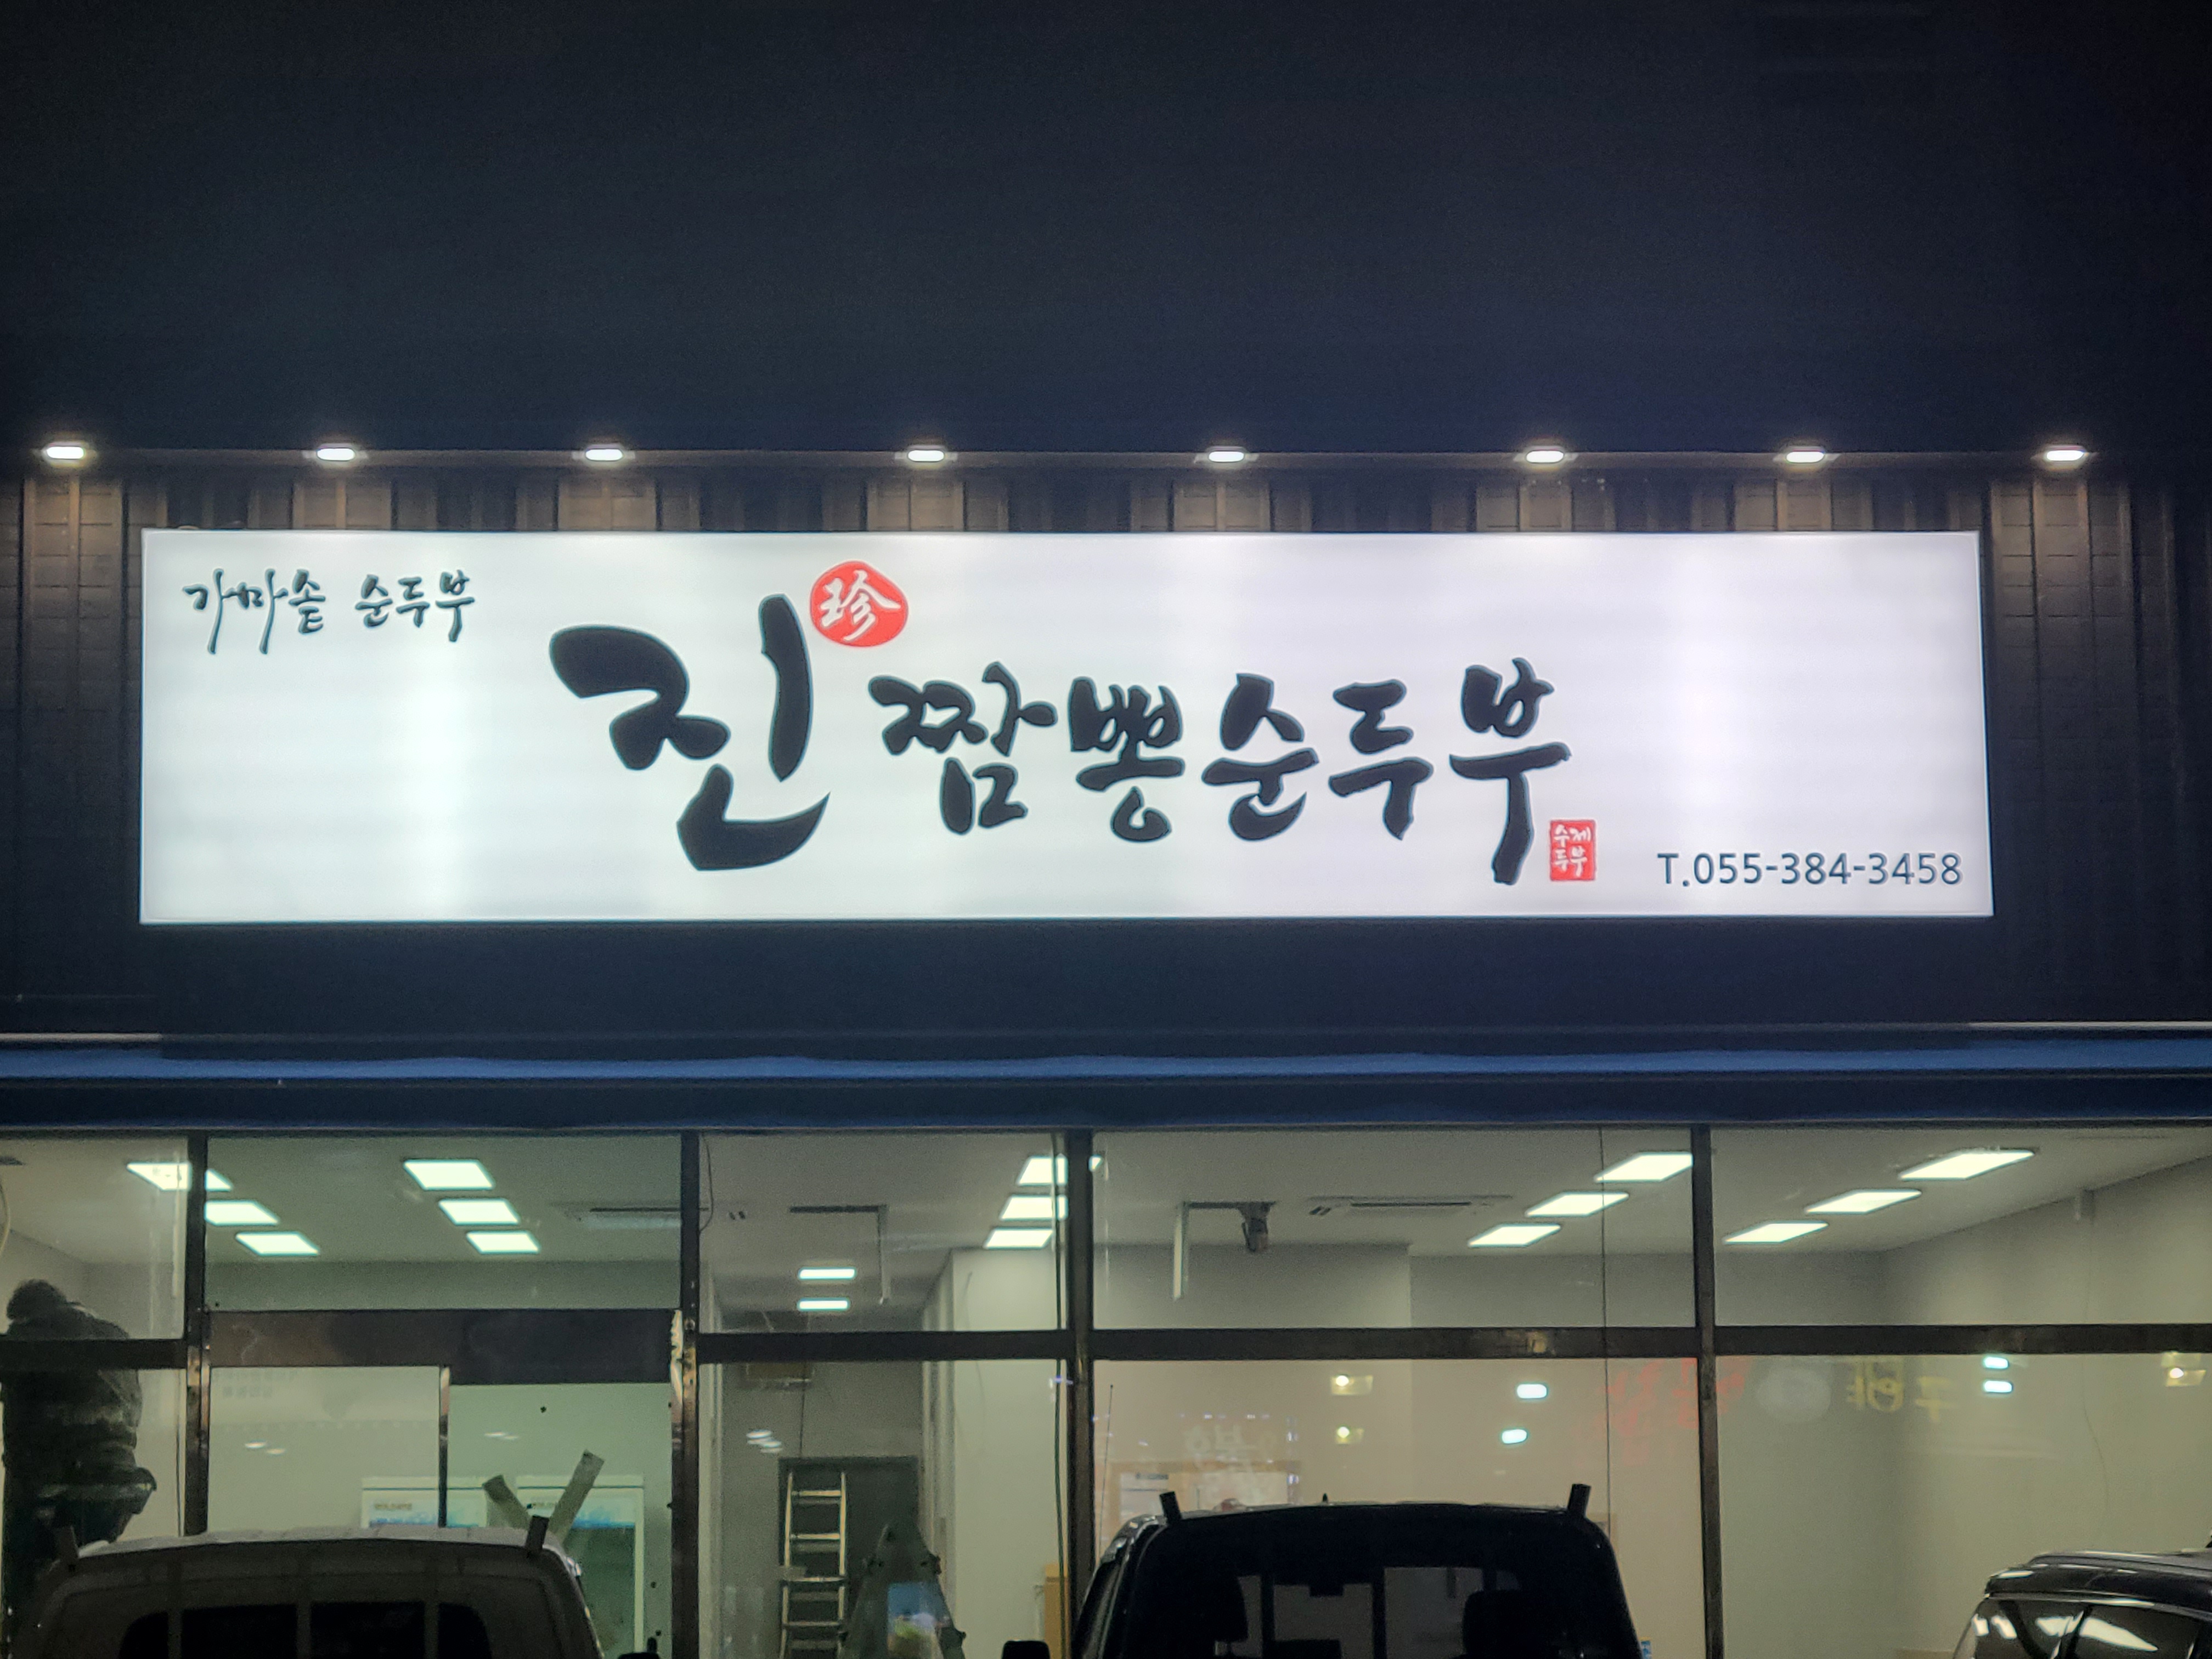 가마솥 순두부
진 珍 짬뽕순두부
수제
두부
T.055-384-3458